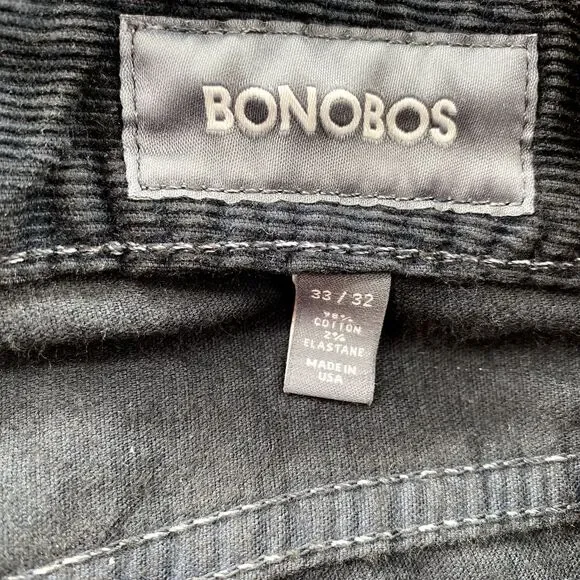 BONOBOS
33 / 32
98%
COTTON
2%
ELASTANE
MADE IN
USA